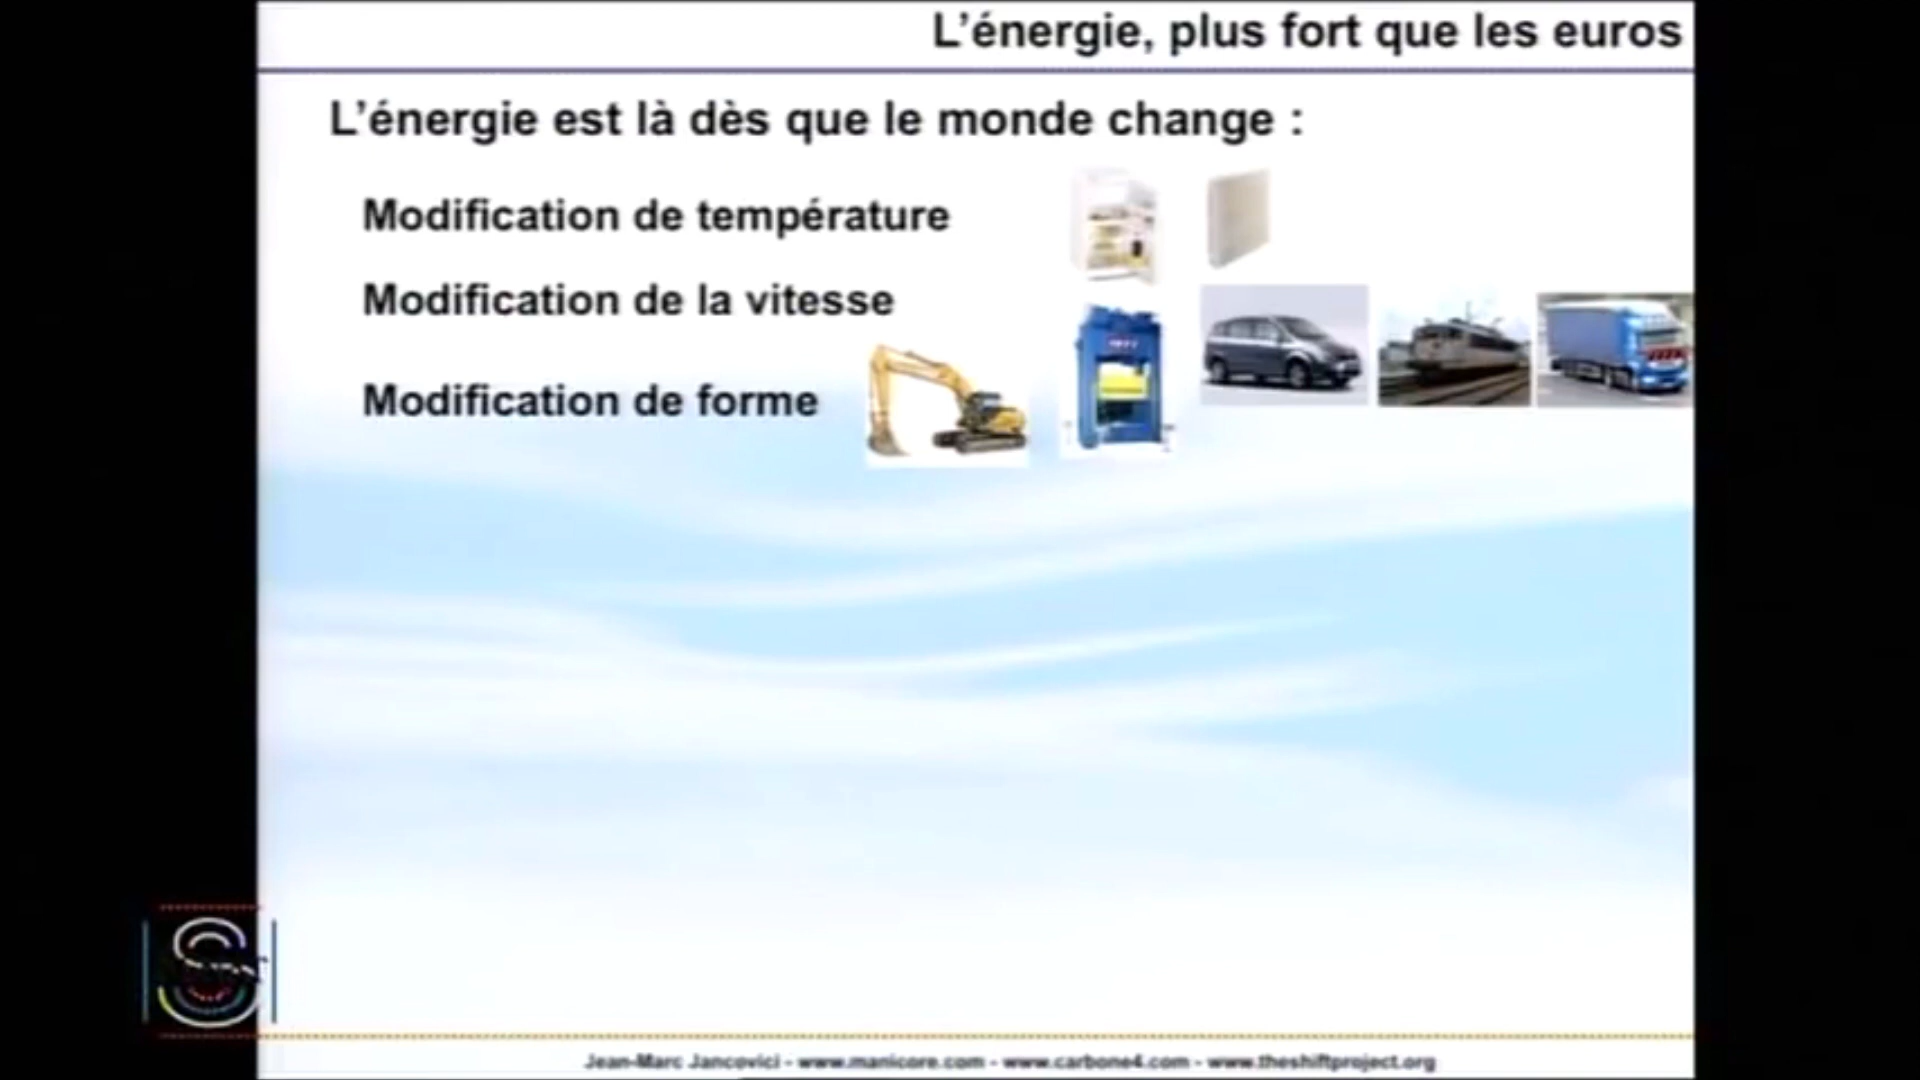 L'énergie, plus fort que les euros
L'énergie est là dès que le monde change :
Modification de température
Modification de la vitesse
Modification de forme
Jean-Marc Jancovici - www.manicore.com - www.carbone4.com - www.theshiftproject.org